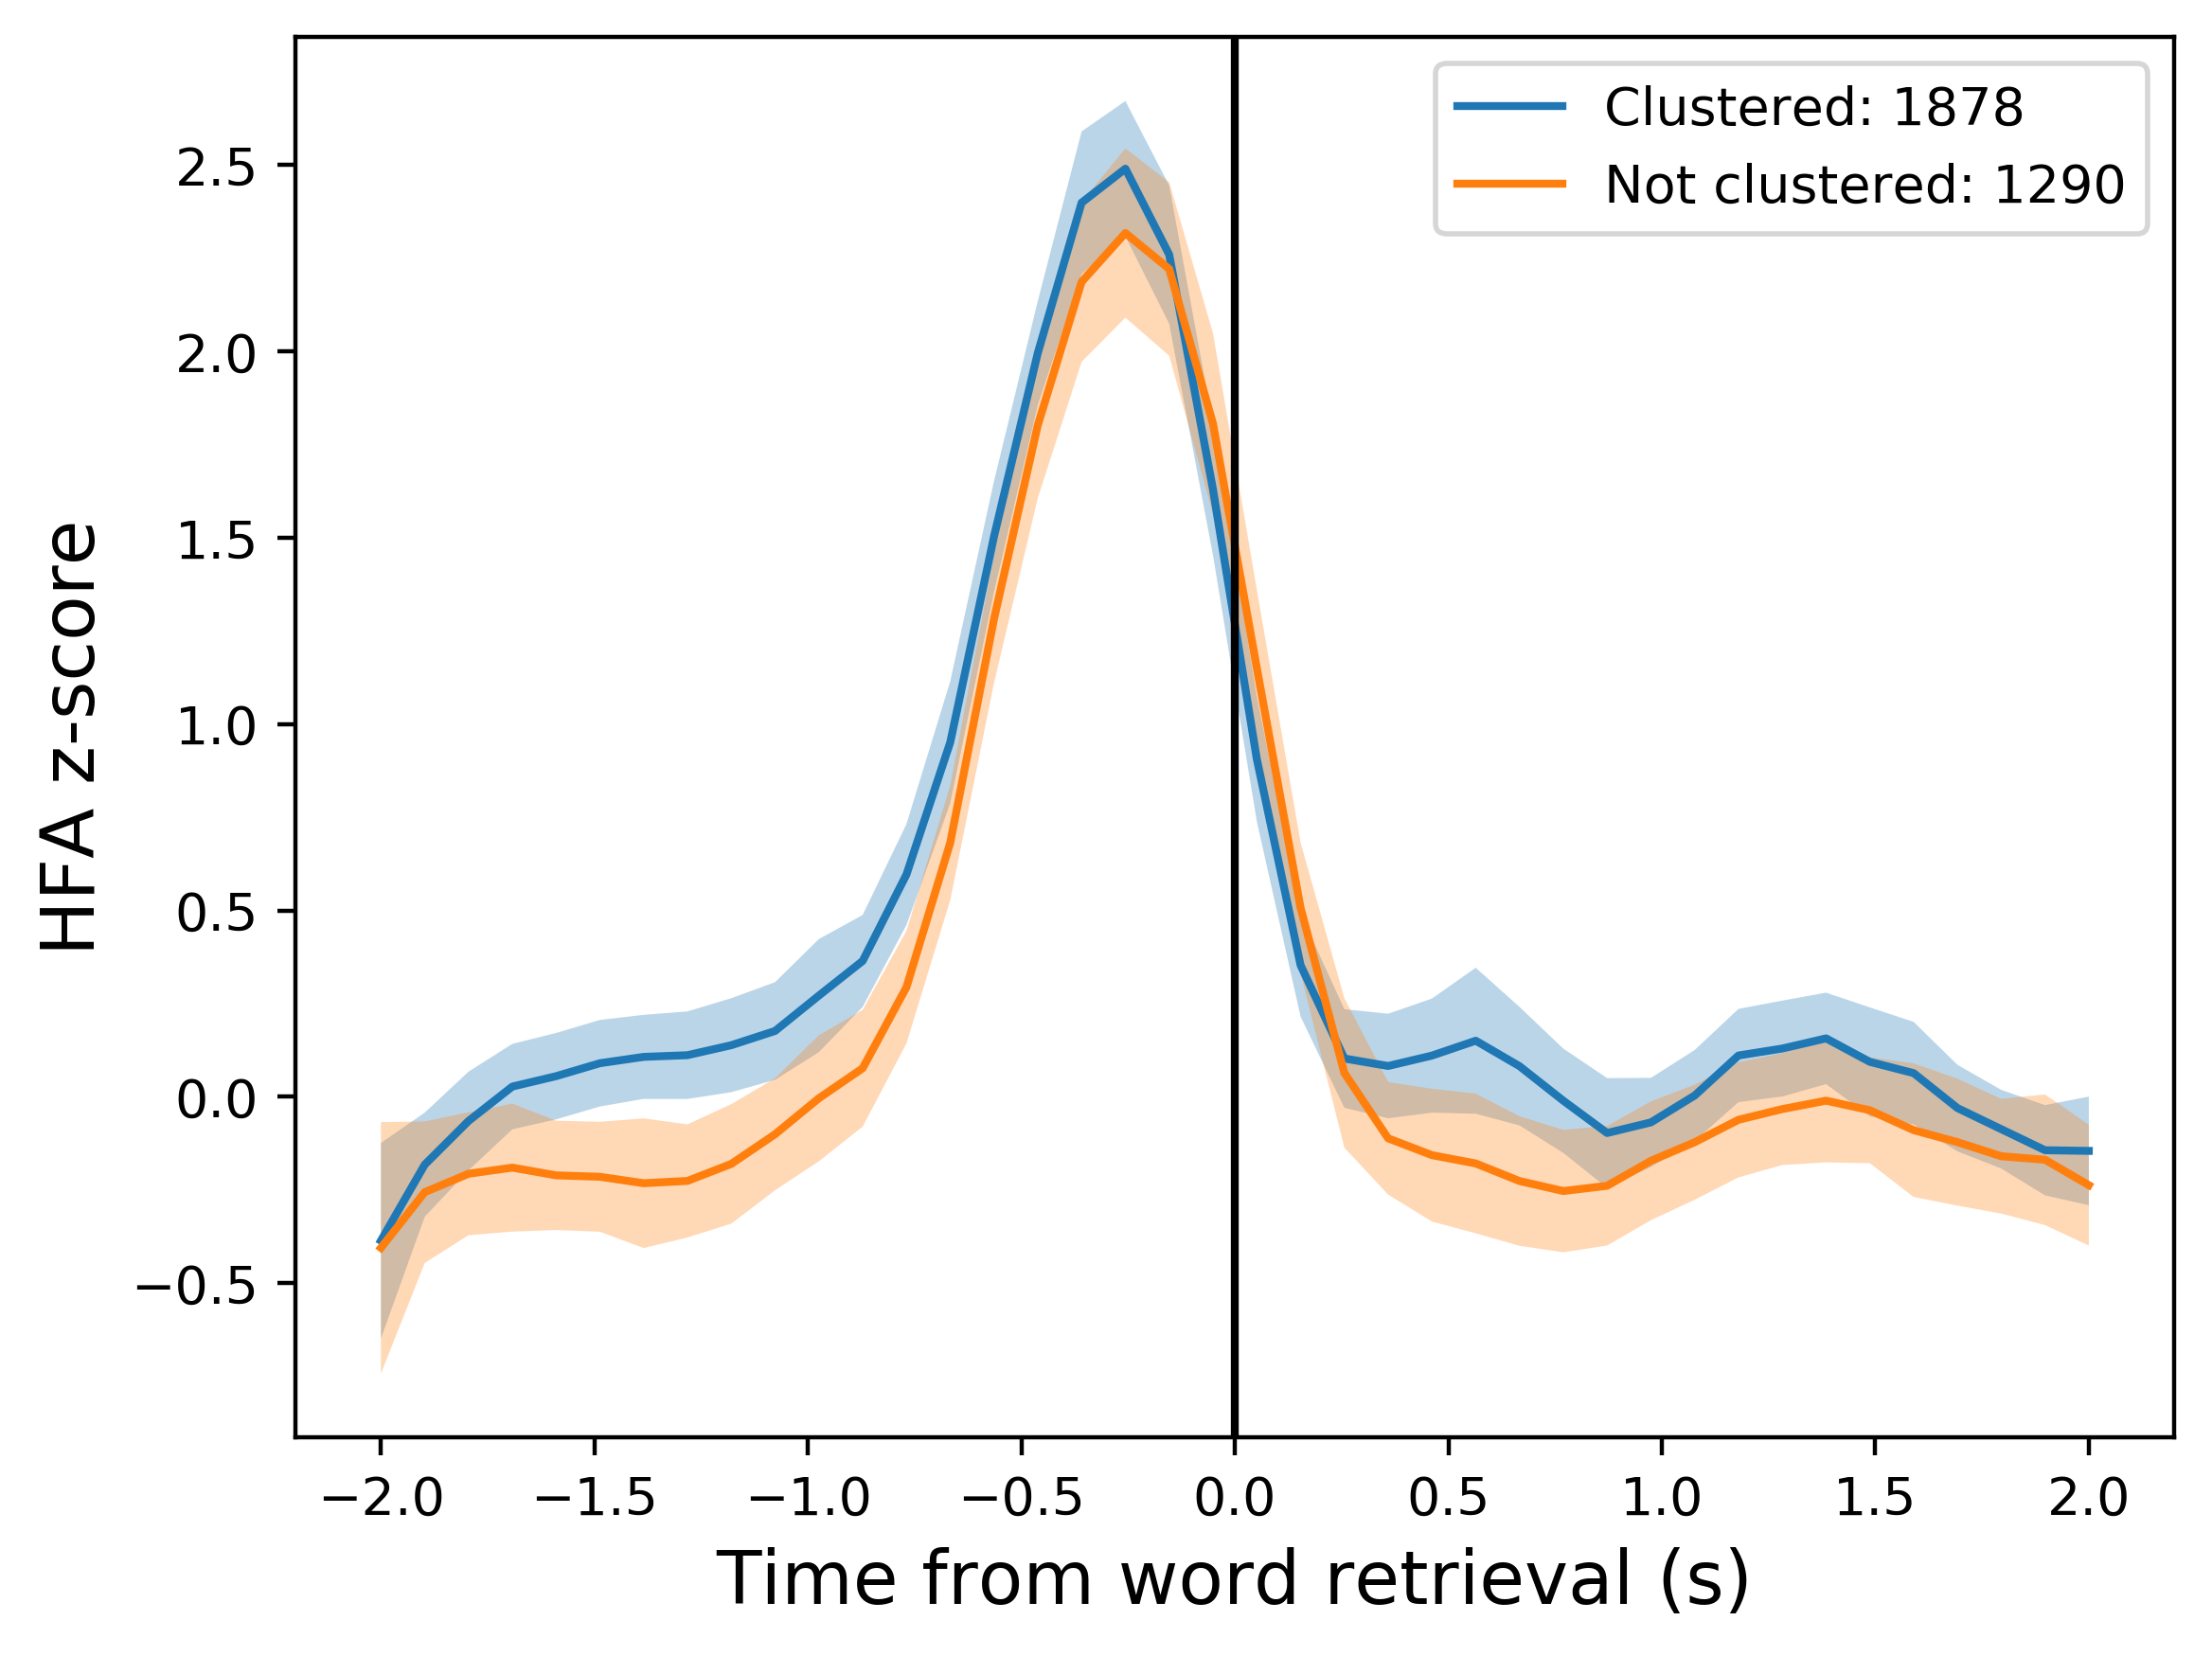 Clustered: 1878
Not clustered: 1290
HFA z-score
2.5
2.0
1.5
1.0
0.5
0.0
−0.5
−2.0 −1.5 −1.0 −0.5 0.0 0.5 1.0 1.5 2.0
Time from word retrieval (s)